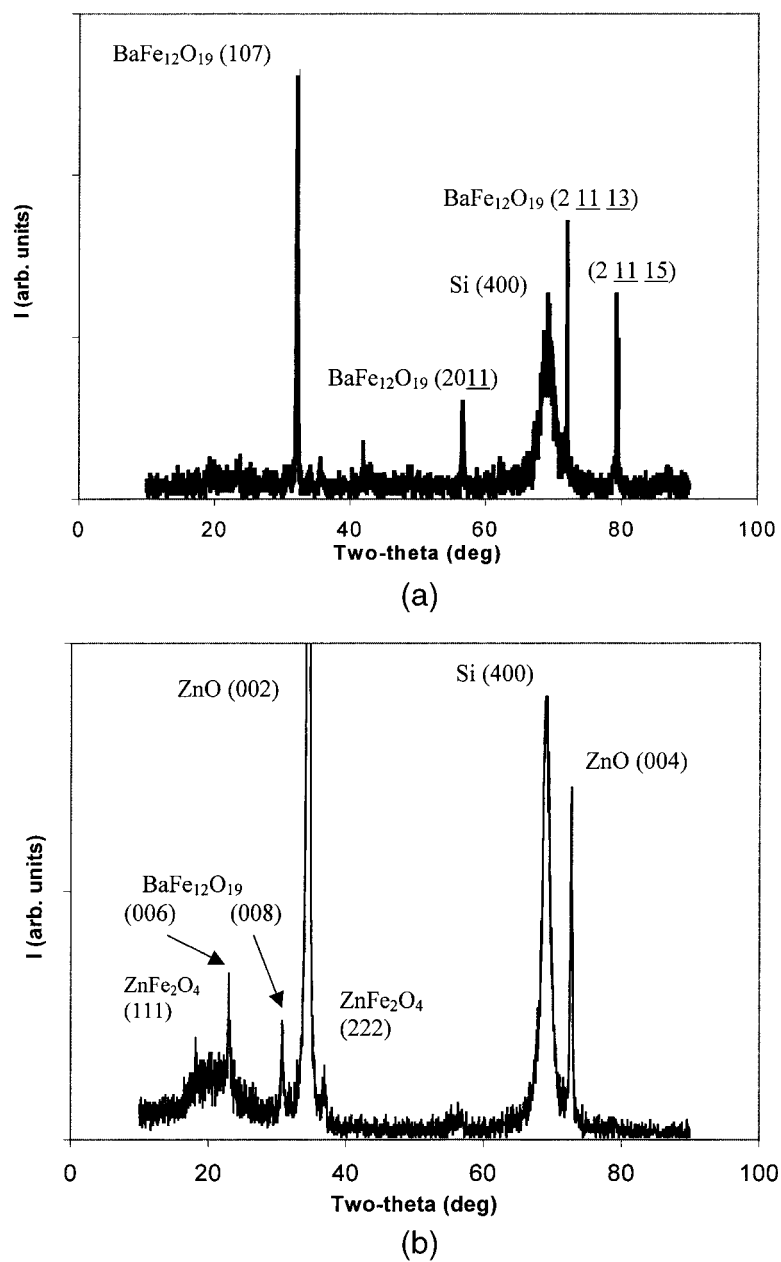 BaFe₁₂O₁₉ (107)
BaFe₁₂O₁₉ (2 11 13)
Si (400)
(2 11 15)
BaFe₁₂O₁₉ (2011)
I (arb. units)
0 20 40 60 80 100
Two-theta (deg)
(a)
ZnO (002)
Si (400)
ZnO (004)
BaFe₁₂O₁₉
(006) (008)
ZnFe₂O₄
(111)
ZnFe₂O₄
(222)
I (arb. units)
0 20 40 60 80 100
Two-theta (deg)
(b)